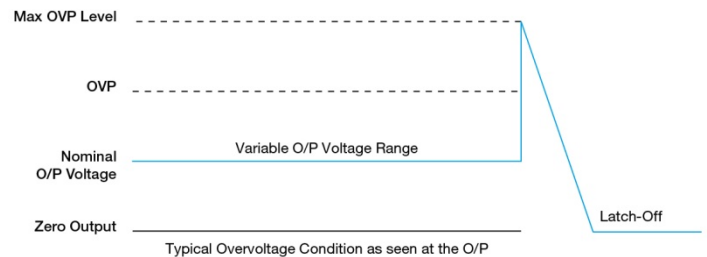 Max OVP Level
OVP
Variable O/P Voltage Range
Nominal
O/P Voltage
Latch-Off
Zero Output
Typical Overvoltage Condition as seen at the O/P